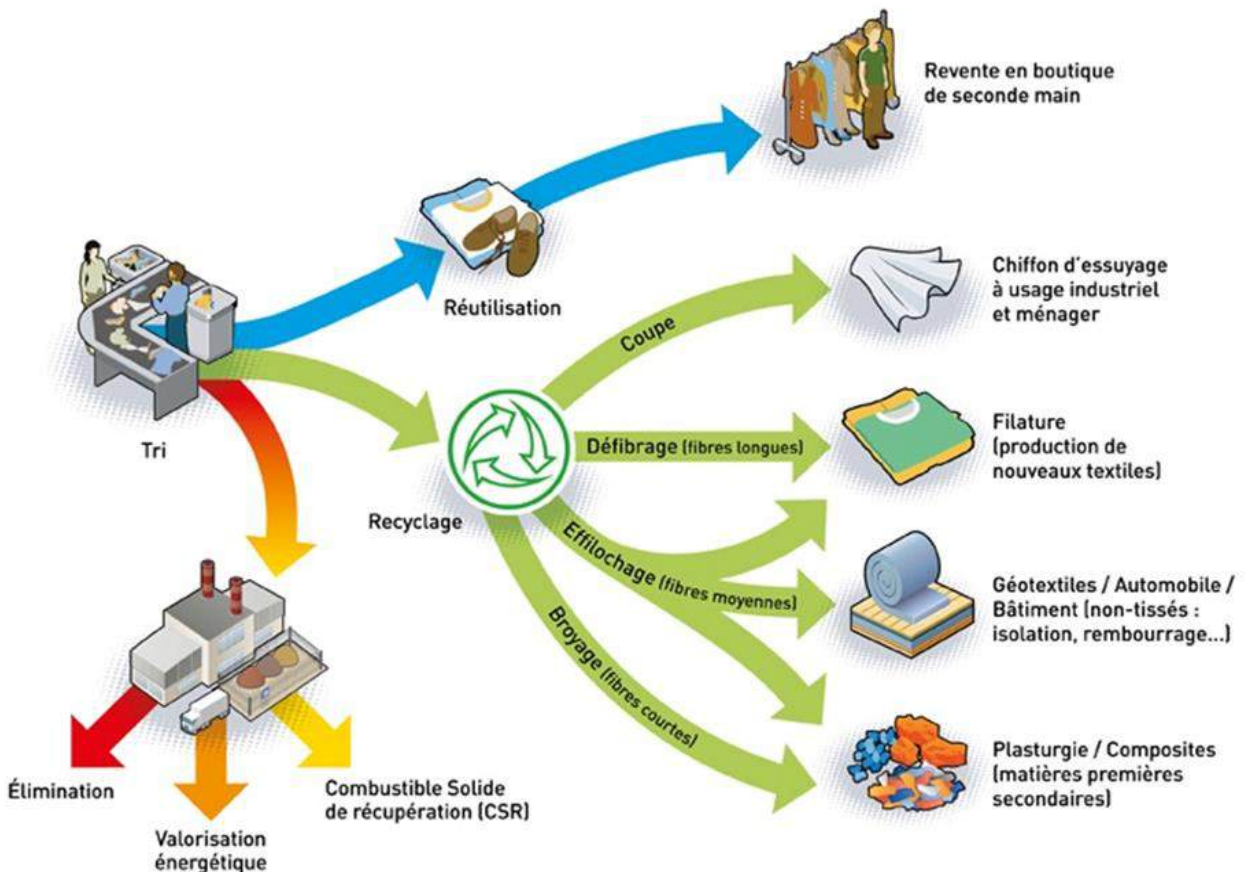 Revente en boutique
de seconde main
Réutilisation
Chiffon d'essuyage
à usage industriel
et ménager
Coupe
Tri
Défibrage (fibres longues)
Filature
(production de
nouveaux textiles)
Recyclage
Effilochage (fibres moyennes)
Géotextiles / Automobile /
Bâtiment (non-tissés :
isolation, rembourrage...)
Broyage (fibres courtes)
Plasturgie / Composites
(matières premières
secondaires)
Élimination
Valorisation
énergétique
Combustible Solide
de récupération (CSR)